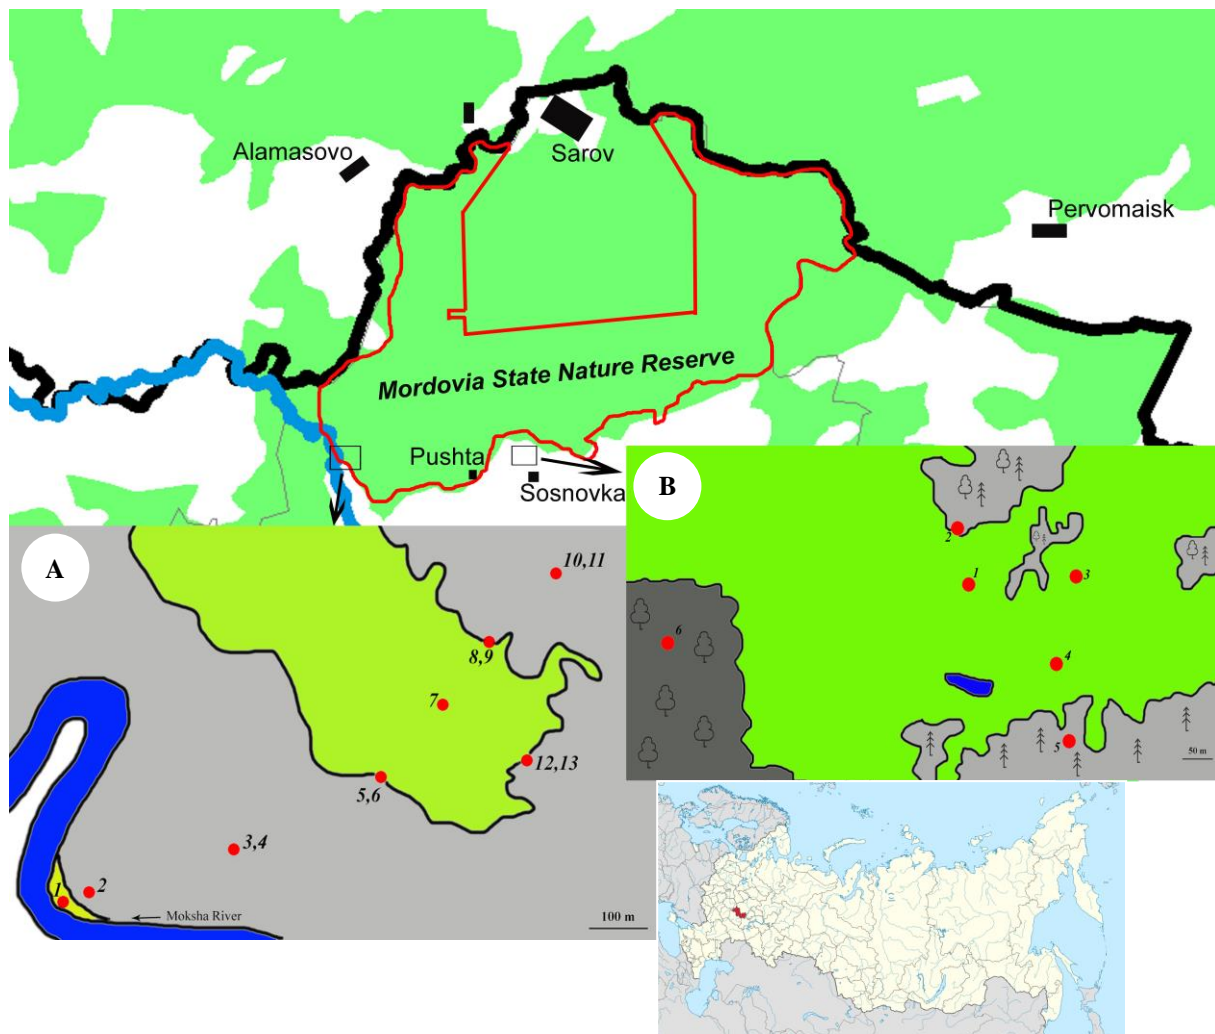 Sarov
Alamasovo
Pervomaisk
Mordovia State Nature Reserve
Pushta
Sosnovka
A
10,11
8,9
7
12,13
5,6
3,4
2
1
Moksha River
100 m
B
2
1
3
6
4
5
50 m